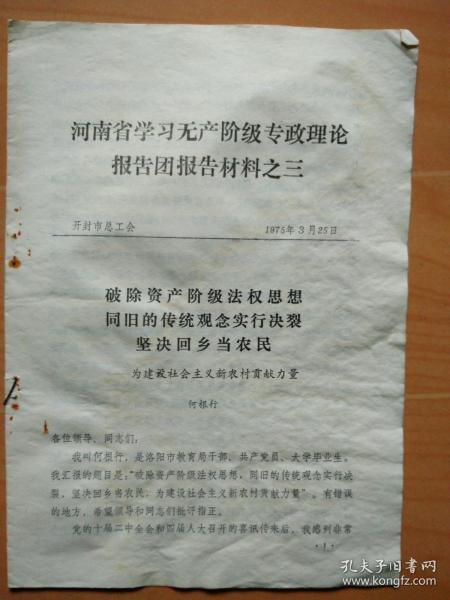 河南省学习无产阶级专政理论
报告团报告材料之三
开封市总工会 1975年3月25日
破除资产阶级法权思想
同旧的传统观念实行决裂
坚决回乡当农民
为建设社会主义新农村贡献力量
何根行
各位领导、同志们：
我叫何根行，是洛阳市教育局干部、共产党员、大学毕业生。
我汇报的题目是：“破除资产阶级法权思想，同旧的传统观念实行决
裂，坚决回乡当农民，为建设社会主义新农村贡献力量”。有错误
的地方，希望领导和同志们批评指正。
党的十届二中全会和四届人大召开的喜讯传来后，我感到非常
·1·
孔夫子旧书网
www.kongfz.com